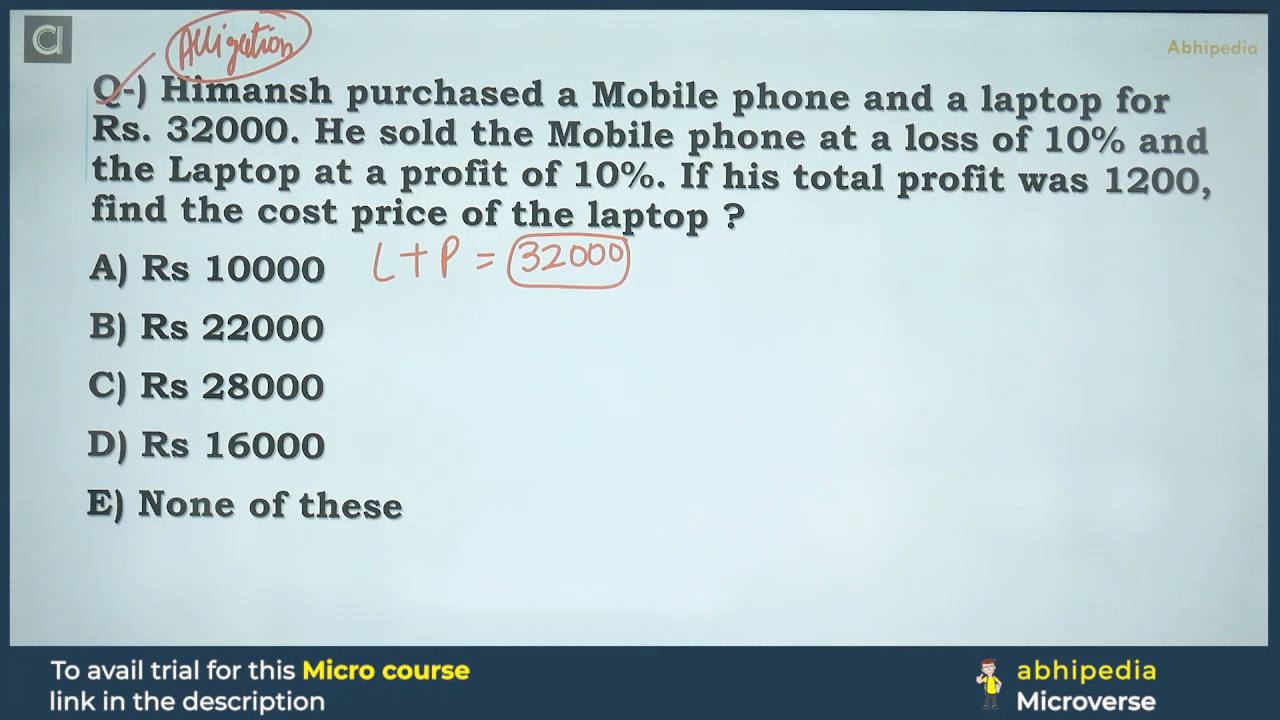 Alligation
Abhipedia
Q-) Himansh purchased a Mobile phone and a laptop for
Rs. 32000. He sold the Mobile phone at a loss of 10% and
the Laptop at a profit of 10%. If his total profit was 1200,
find the cost price of the laptop ?
L + P = 32000
A) Rs 10000
B) Rs 22000
C) Rs 28000
D) Rs 16000
E) None of these
To avail trial for this Micro course
link in the description
abhipedia
Microverse